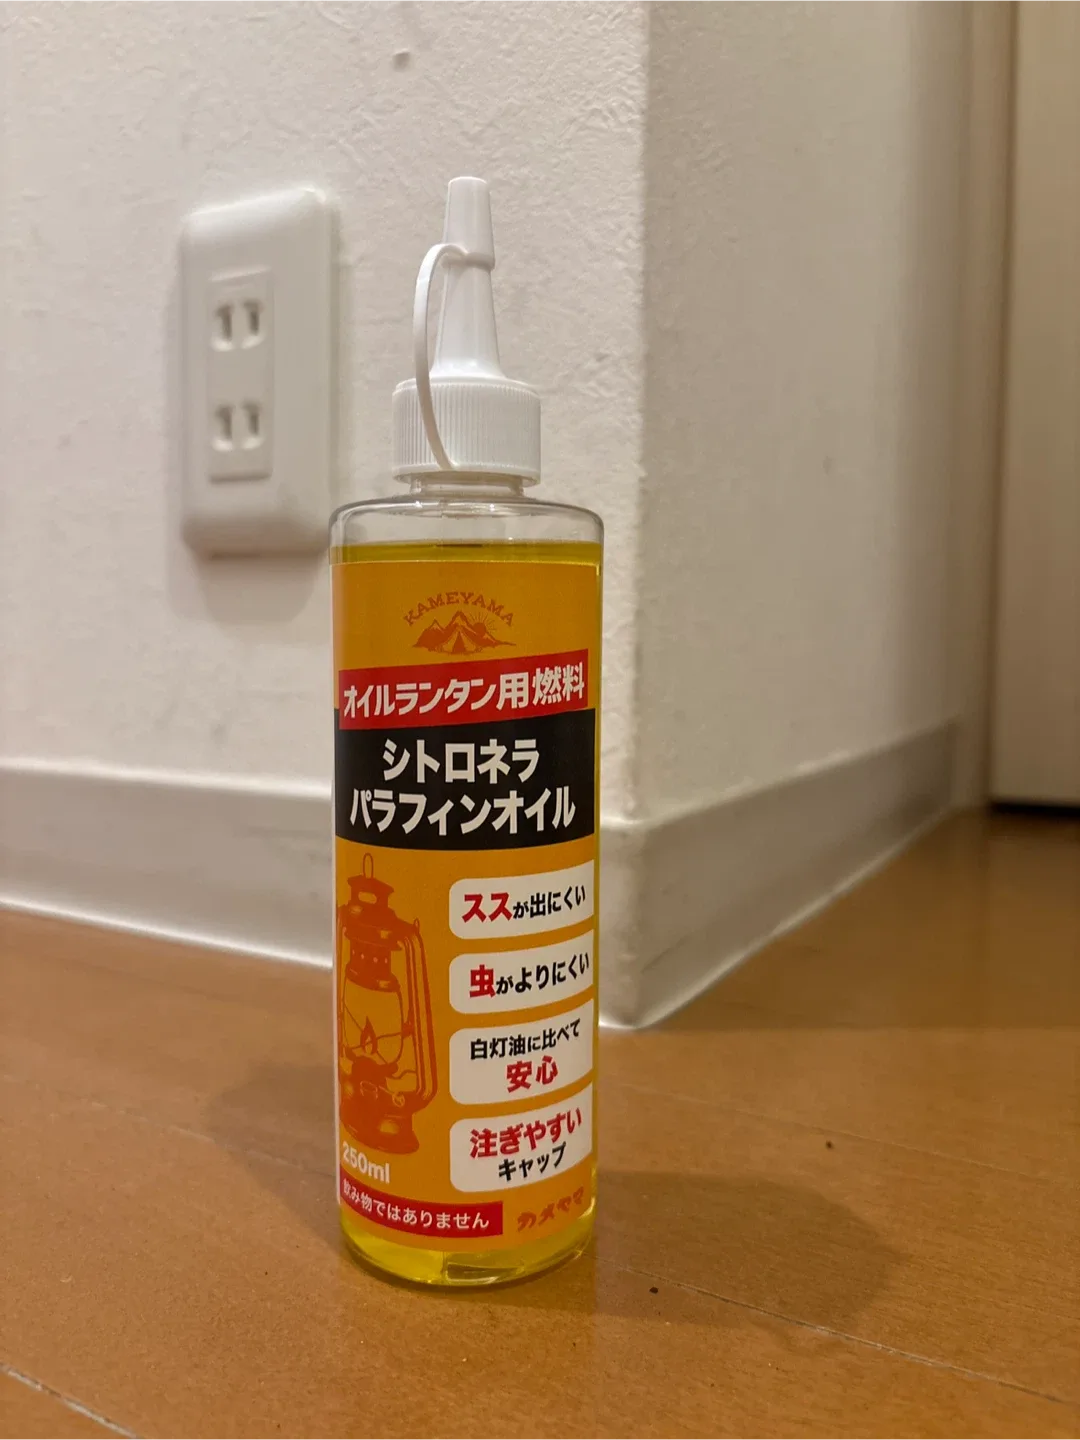 KAMEYAMA
オイルランタン用燃料
シトロネラ
パラフィンオイル
ススが出にくい
虫がよりにくい
白灯油に比べて
安心
注ぎやすい
キャップ
250ml
飲み物ではありません
カメヤマ